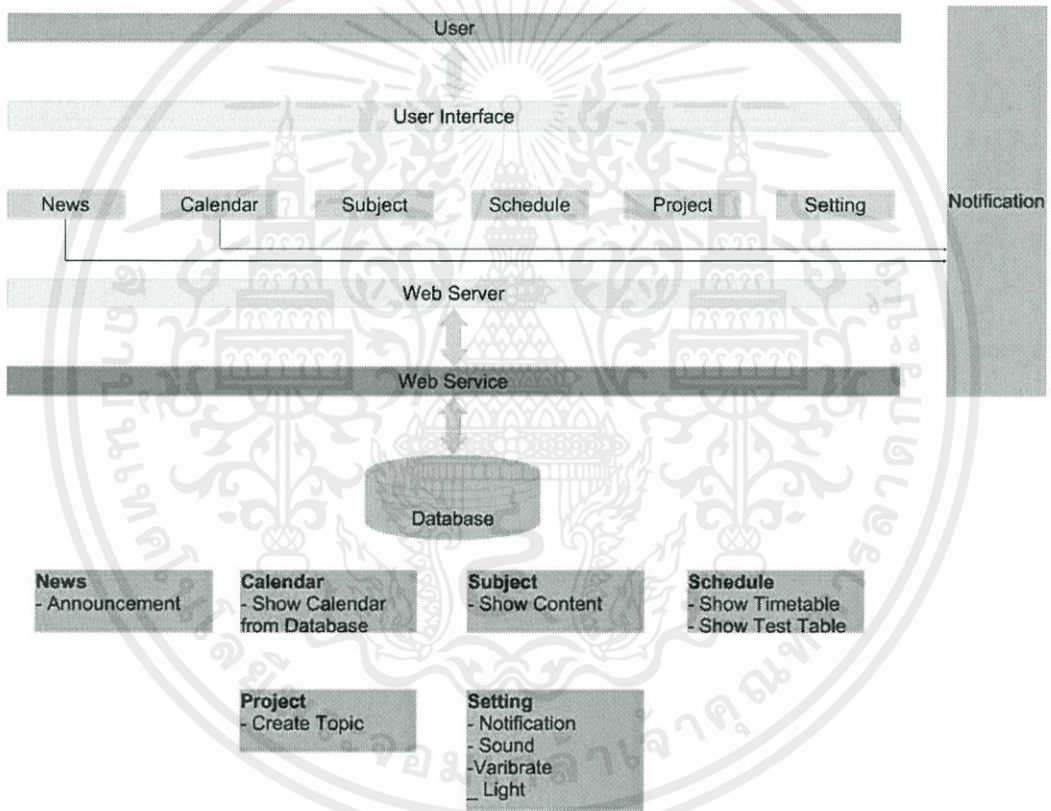 User
User Interface
News
Calendar
Subject
Schedule
Project
Setting
Notification
Web Server
Web Service
Database
News
- Announcement
Calendar
- Show Calendar
from Database
Subject
- Show Content
Schedule
- Show Timetable
- Show Test Table
Project
- Create Topic
Setting
- Notification
- Sound
-Varibrate
_ Light